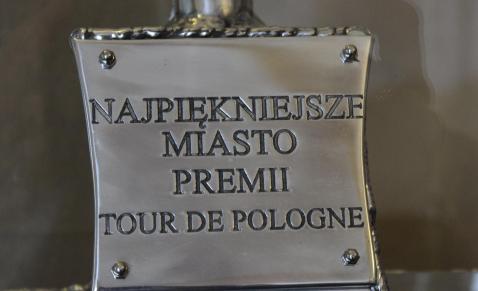 NAJPIĘKNIEJSZE
MIASTO
PREMII
TOUR DE POLOGNE